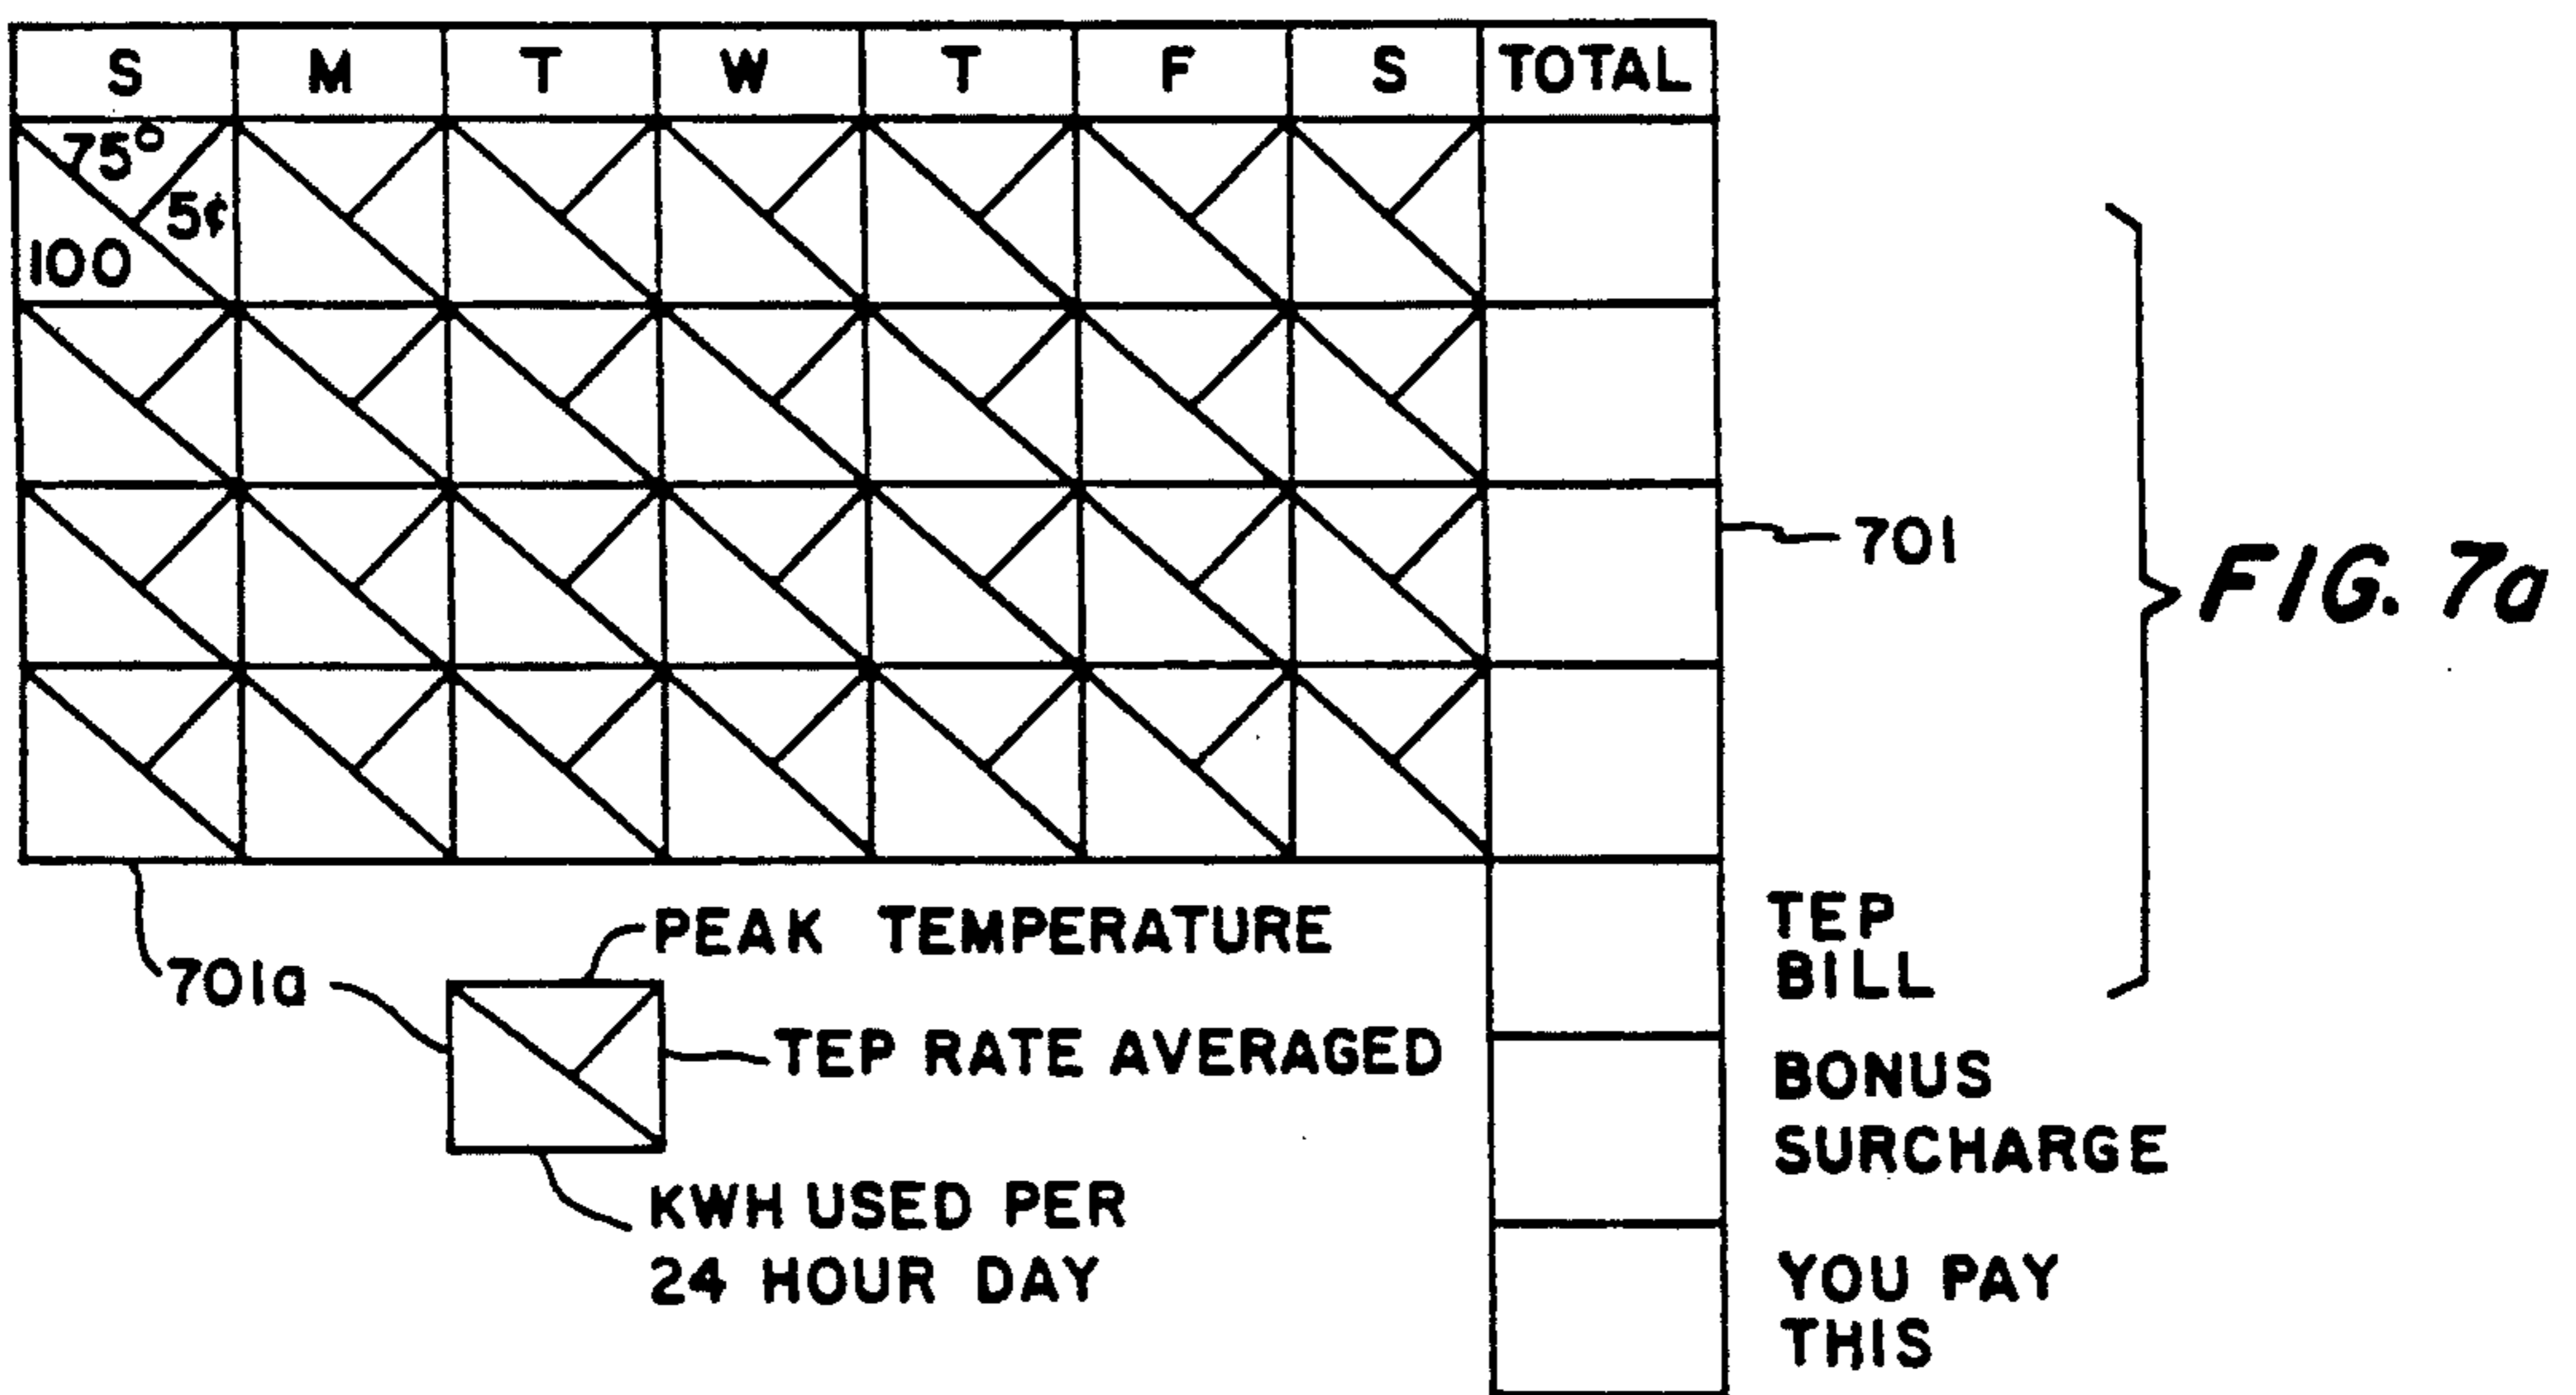 S M T W T F S TOTAL
75°
5¢
100
701
FIG. 7a
TEP
BILL
PEAK TEMPERATURE
701a
TEP RATE AVERAGED
BONUS
SURCHARGE
KWH USED PER
24 HOUR DAY
YOU PAY
THIS